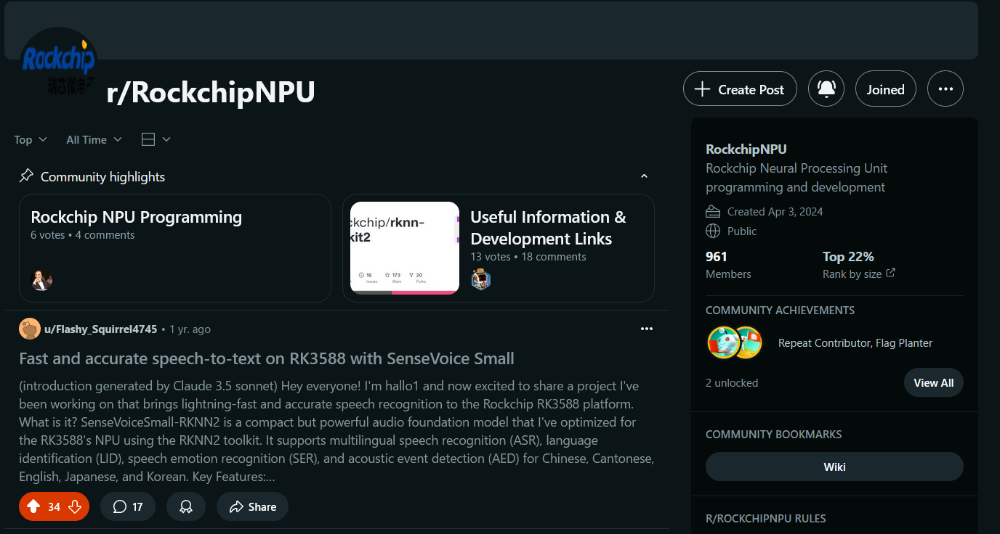 Rockchip
瑞芯微电子
r/RockchipNPU
Create Post
Joined
Top
All Time
Community highlights
Rockchip NPU Programming
6 votes • 4 comments
ckchip/rknn-
kit2
16
Issues
173
Stars
20
Forks
Useful Information &
Development Links
13 votes • 18 comments
u/Flashy_Squirrel4745 • 1 yr. ago
Fast and accurate speech-to-text on RK3588 with SenseVoice Small
(introduction generated by Claude 3.5 sonnet) Hey everyone! I'm hallo1 and now excited to share a project I've
been working on that brings lightning-fast and accurate speech recognition to the Rockchip RK3588 platform.
What is it? SenseVoiceSmall-RKNN2 is a compact but powerful audio foundation model that I've optimized for
the RK3588's NPU using the RKNN2 toolkit. It supports multilingual speech recognition (ASR), language
identification (LID), speech emotion recognition (SER), and acoustic event detection (AED) for Chinese, Cantonese,
English, Japanese, and Korean. Key Features:...
34
17
Share
RockchipNPU
Rockchip Neural Processing Unit
programming and development
Created Apr 3, 2024
Public
961
Members
Top 22%
Rank by size
COMMUNITY ACHIEVEMENTS
Repeat Contributor, Flag Planter
2 unlocked
View All
COMMUNITY BOOKMARKS
Wiki
R/ROCKCHIPNPU RULES